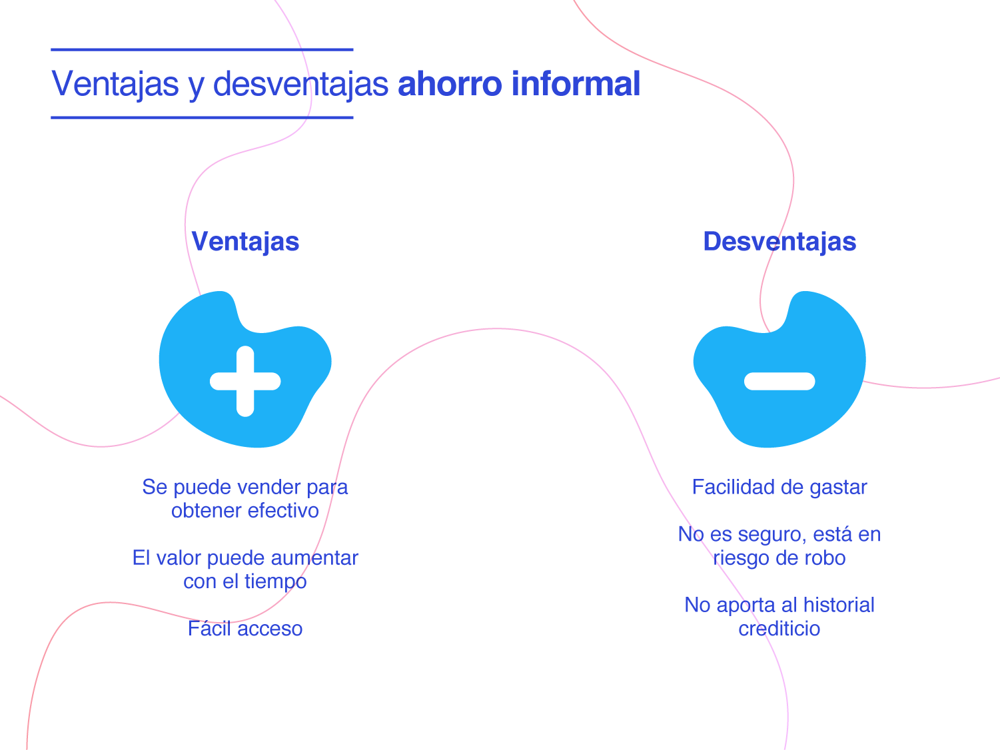 Ventajas y desventajas ahorro informal
Ventajas
Se puede vender para
obtener efectivo
El valor puede aumentar
con el tiempo
Fácil acceso
Desventajas
Facilidad de gastar
No es seguro, está en
riesgo de robo
No aporta al historial
crediticio